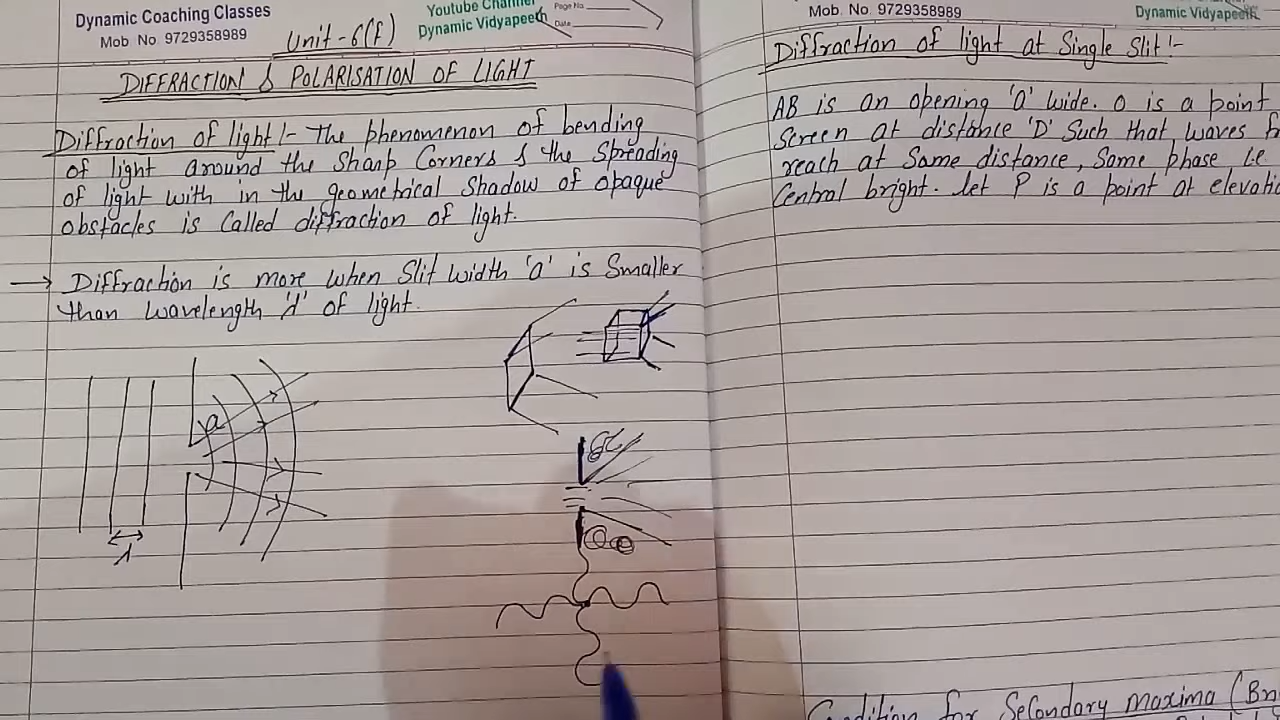 Dynamic Coaching Classes
Mob. No. 9729358989
Youtube Channel
Dynamic Vidyapeeth
Page No.
Date
Unit-6(f)
DIFFRACTION & POLARISATION OF LIGHT
Diffraction of light :- The phenomenon of bending
of light around the Sharp Corners & the Spreading
of light with in the geometrical Shadow of opaque
obstacles is Called diffraction of light.
→ Diffraction is more when Slit width 'a' is Smaller
than wavelength 'λ' of light.
a
λ
Mob. No. 9729358989
Dynamic Vidyapeeth
Diffraction of light at Single Slit :-
AB is an opening 'a' wide. O is a point
Screen at distance 'D' Such that waves
reach at Same distance, Same phase i.e
Central bright. let P is a point at
Condition for Secondary maxima